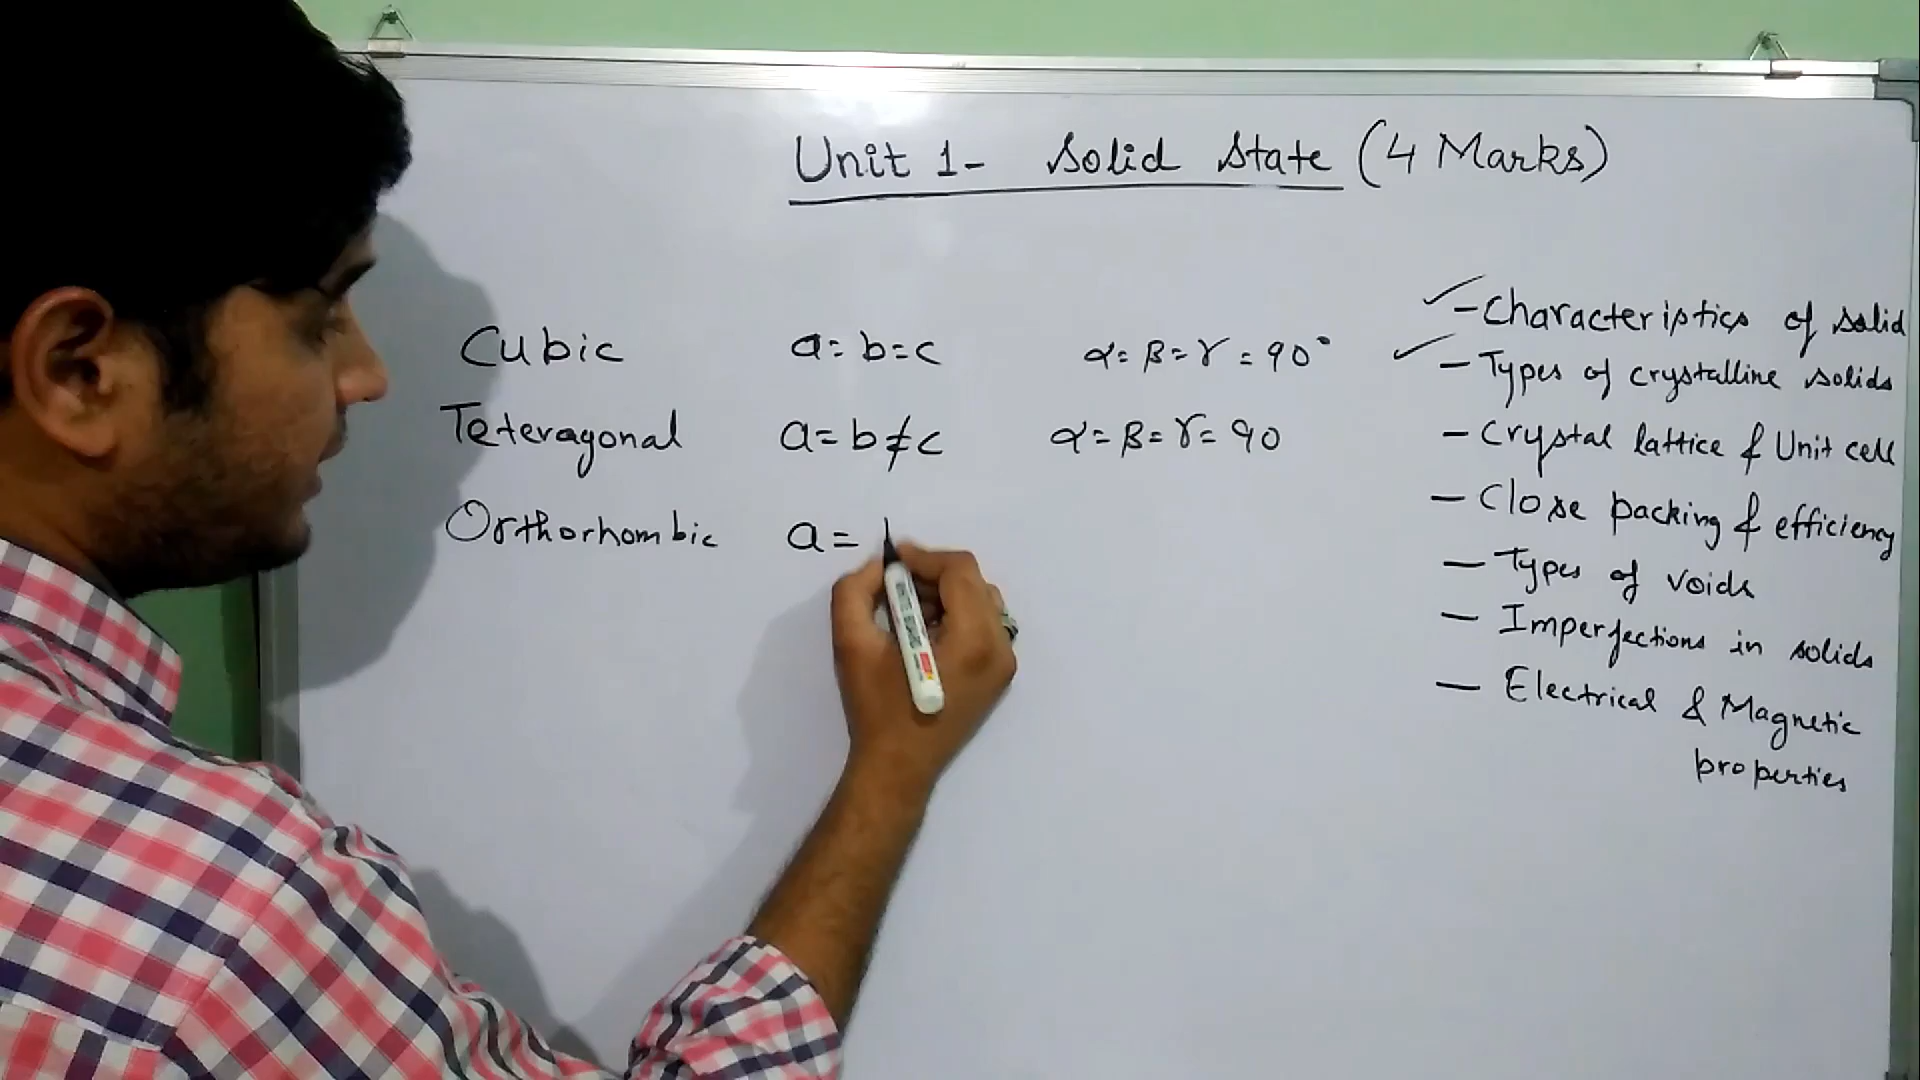 Unit 1- Solid State (4 Marks)
Cubic a=b=c α=β=γ=90°
Teteragonal a=b≠c α=β=γ=90
Orthorhombic a=
-Characteristics of solid
-Types of crystalline solids
-Crystal lattice & Unit cell
-Close packing & efficiency
-Types of voids
-Imperfections in solids
-Electrical & Magnetic
properties